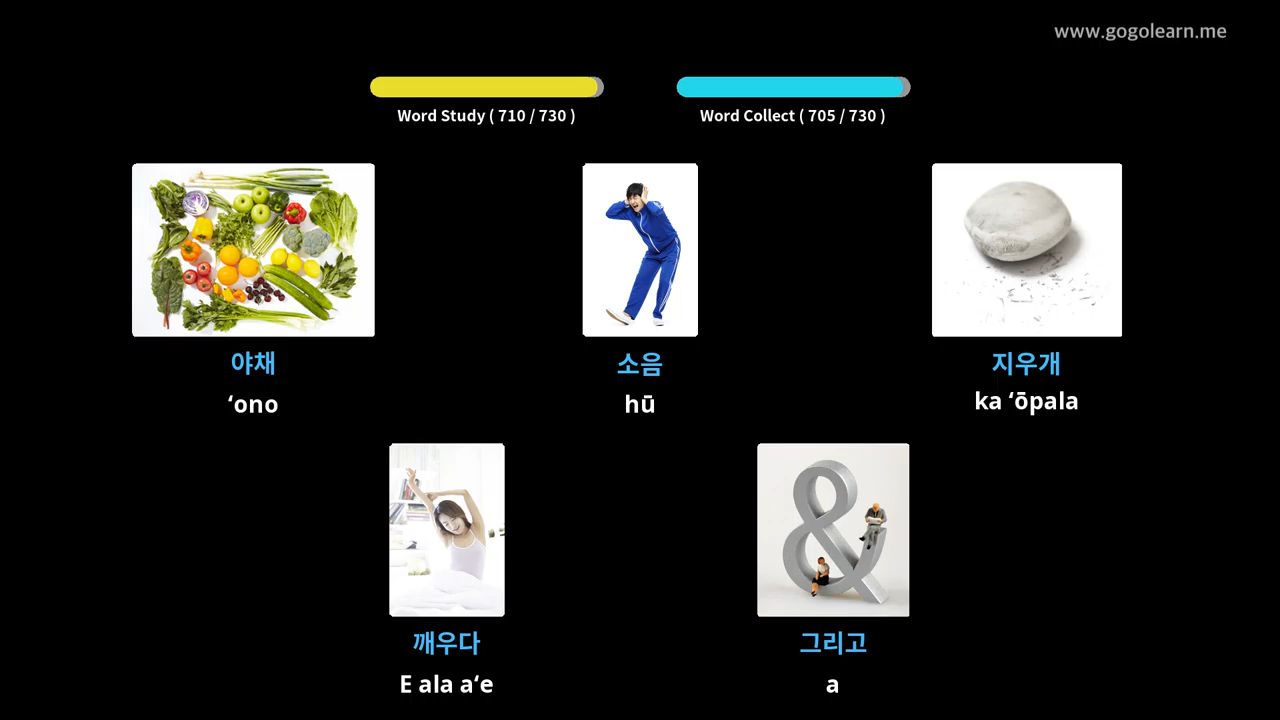 www.gogolearn.me
Word Study ( 710 / 730 )
Word Collect ( 705 / 730 )
야채
소음
지우개
ʻono
hū
ka ʻōpala
깨우다
그리고
E ala aʻe
a